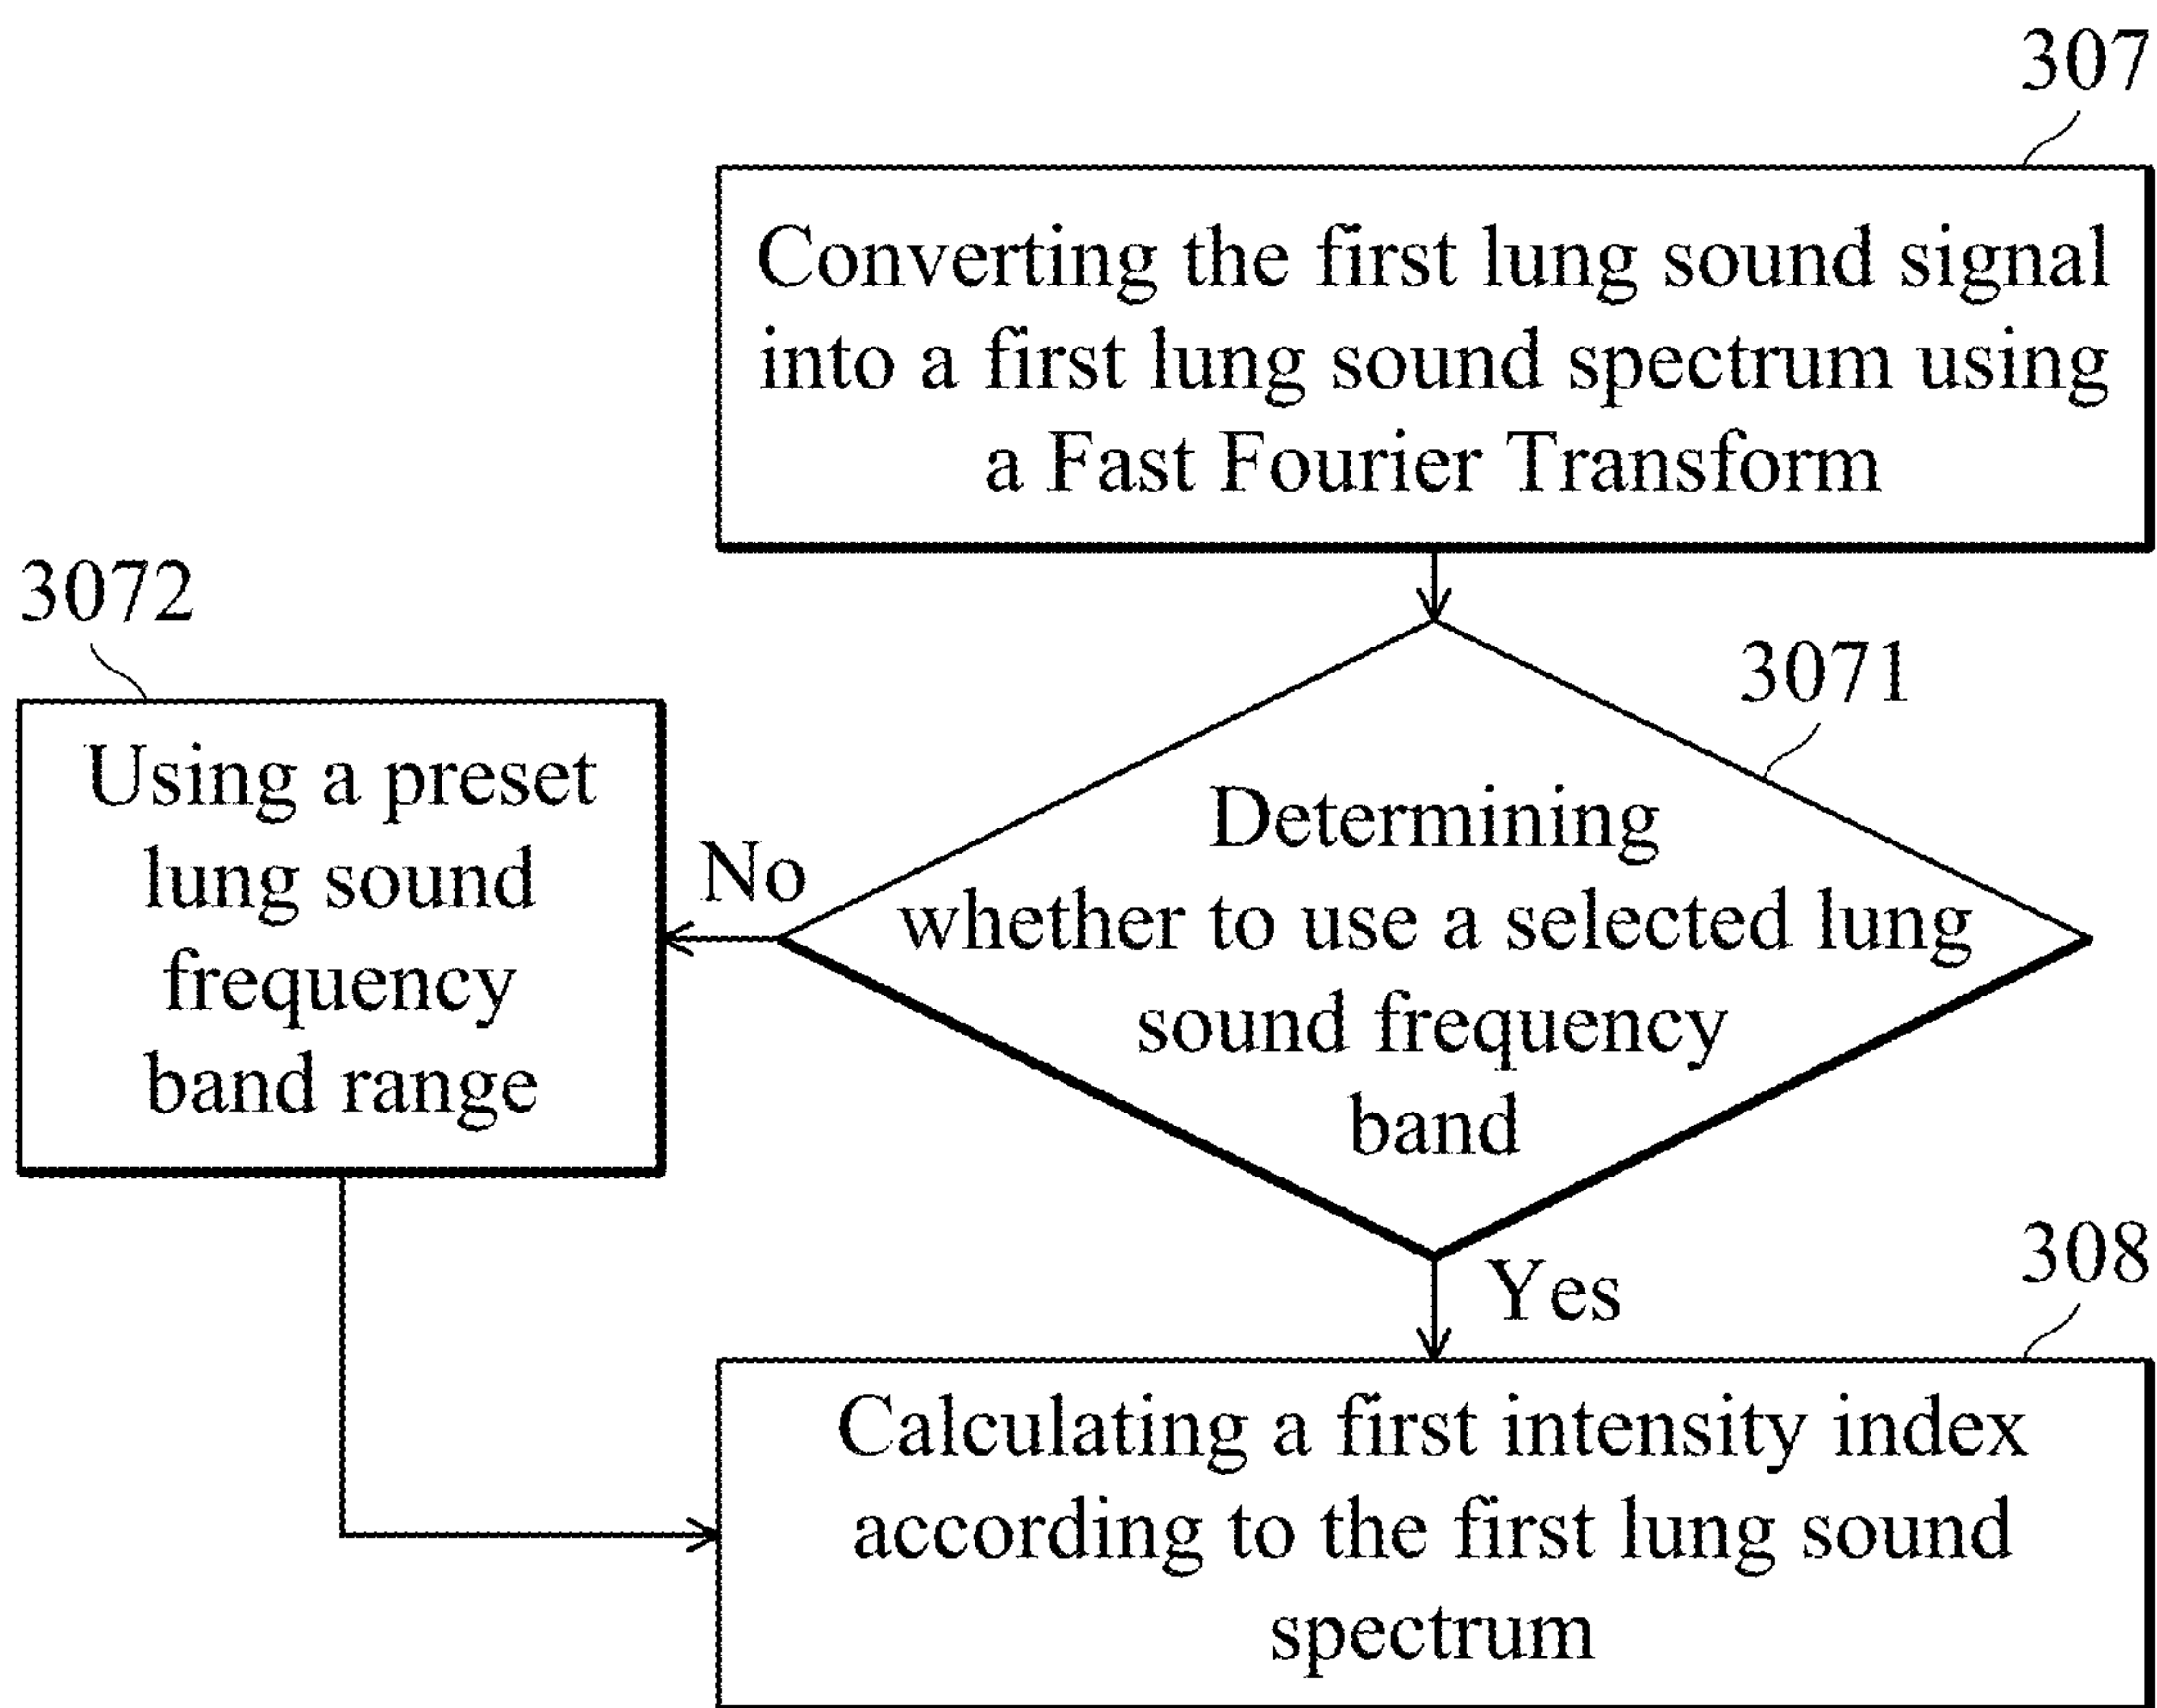 307
Converting the first lung sound signal
into a first lung sound spectrum using
a Fast Fourier Transform
3072
3071
Using a preset
lung sound
frequency
band range
No
Determining
whether to use a selected lung
sound frequency
band
Yes
308
Calculating a first intensity index
according to the first lung sound
spectrum